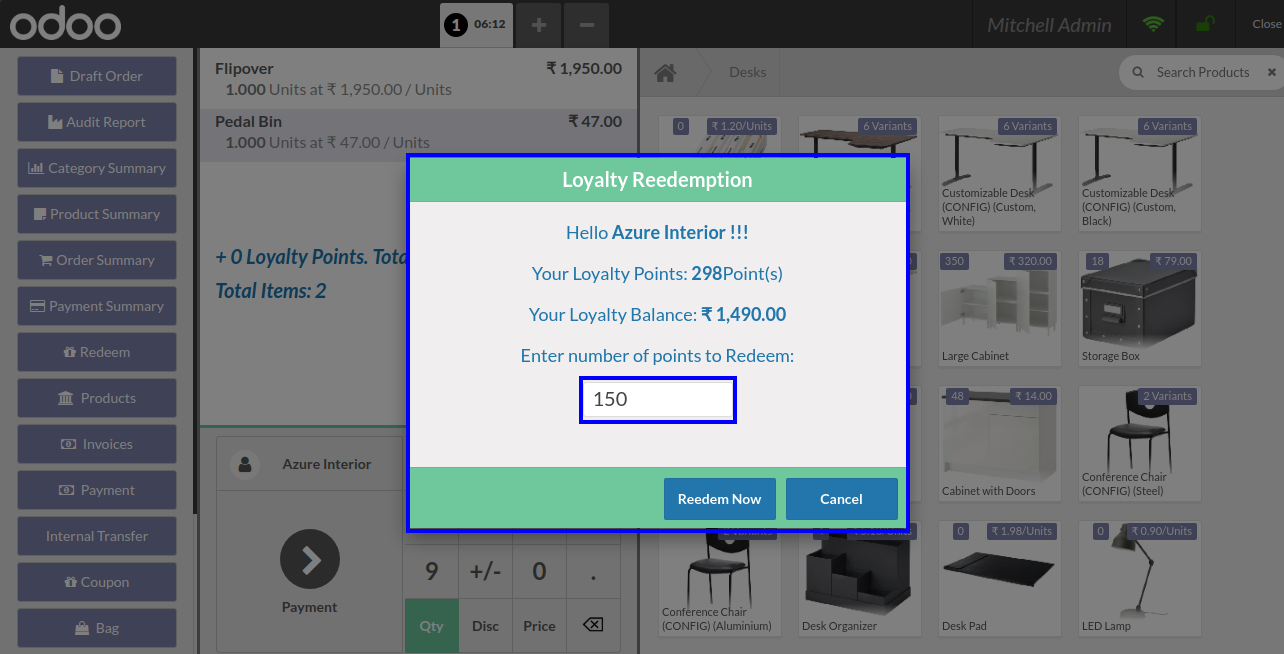 odoo
1 06:12
+
−
Mitchell Admin
Close
Draft Order
Audit Report
Category Summary
Product Summary
Order Summary
Payment Summary
Redeem
Products
Invoices
Payment
Internal Transfer
Coupon
Bag
Flipover ₹ 1,950.00
1.000 Units at ₹ 1,950.00 / Units
Pedal Bin ₹ 47.00
1.000 Units at ₹ 47.00 / Units
+ 0 Loyalty Points.
Total Items: 2
Azure Interior
Payment
9 +/- 0 .
Qty Disc Price
Loyalty Reedemption
Hello Azure Interior !!!
Your Loyalty Points: 298Point(s)
Your Loyalty Balance: ₹ 1,490.00
Enter number of points to Redeem:
150
Reedem Now
Cancel
Desks
Search Products
0 ₹ 1.20/Units
6 Variants
6 Variants
Customizable Desk
(CONFIG) (Custom,
White)
6 Variants
Customizable Desk
(CONFIG) (Custom,
Black)
350 ₹ 320.00
Large Cabinet
18 ₹ 79.00
Storage Box
48 ₹ 14.00
Cabinet with Doors
2 Variants
Conference Chair
(CONFIG) (Steel)
2 Variants
Conference Chair
(CONFIG) (Aluminium)
Desk Organizer
0 ₹ 1.98/Units
Desk Pad
0 ₹ 0.90/Units
LED Lamp